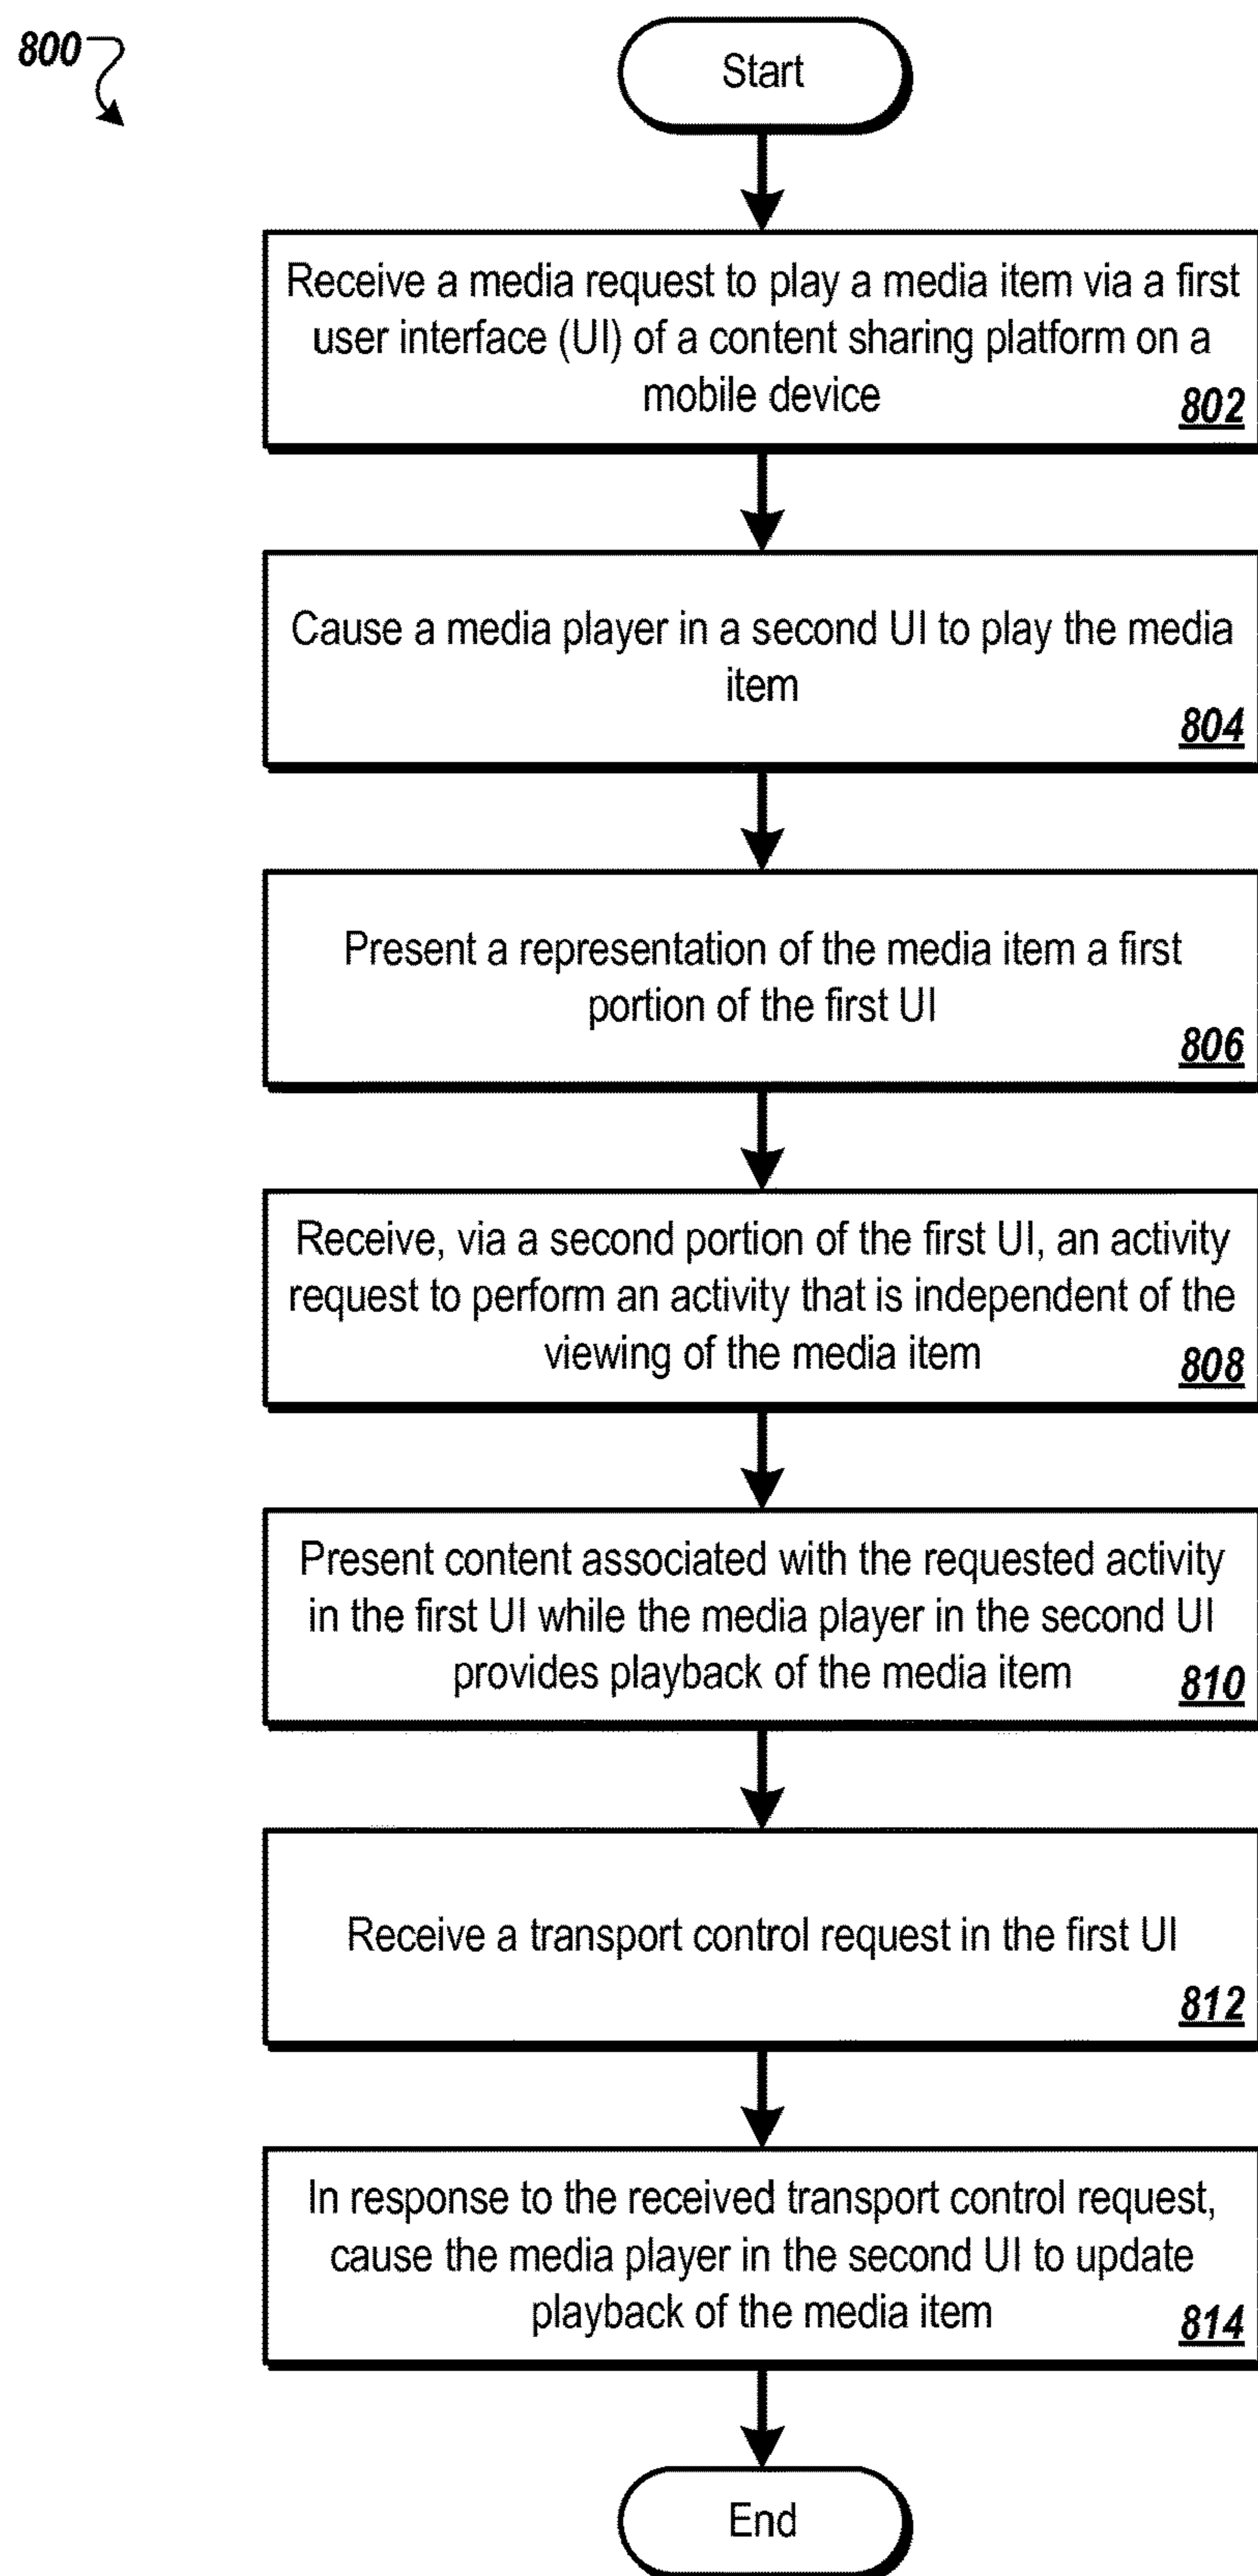 800
Start
Receive a media request to play a media item via a first
user interface (UI) of a content sharing platform on a
mobile device
802
Cause a media player in a second UI to play the media
item
804
Present a representation of the media item a first
portion of the first UI
806
Receive, via a second portion of the first UI, an activity
request to perform an activity that is independent of the
viewing of the media item
808
Present content associated with the requested activity
in the first UI while the media player in the second UI
provides playback of the media item
810
Receive a transport control request in the first UI
812
In response to the received transport control request,
cause the media player in the second UI to update
playback of the media item
814
End